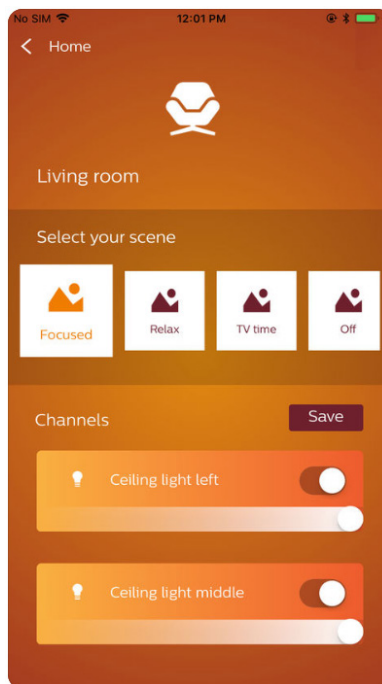 No SIM 12:01 PM
Home
Living room
Select your scene
Focused
Relax
TV time
Off
Channels
Save
Ceiling light left
Ceiling light middle